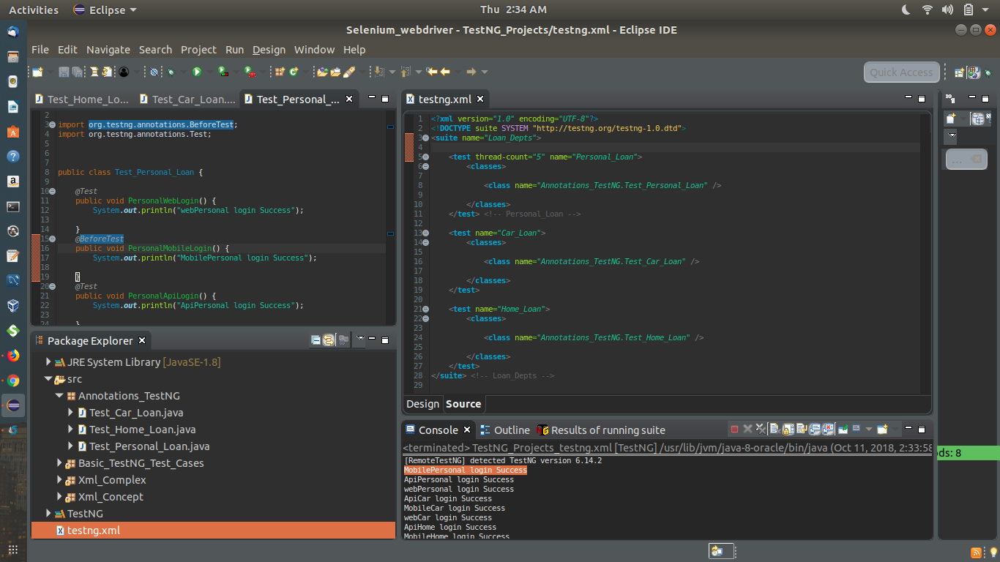 Activities Eclipse Thu 2:34 AM
Selenium_webdriver - TestNG_Projects/testng.xml - Eclipse IDE
File Edit Navigate Search Project Run Design Window Help
Quick Access
Test_Home_Lo... Test_Car_Loan.... Test_Personal_...
2
3 import org.testng.annotations.BeforeTest;
4 import org.testng.annotations.Test;
5
6
7
8 public class Test_Personal_Loan {
9
10 @Test
11 public void PersonalWebLogin() {
12 System.out.println("webPersonal login Success");
13
14 }
15 @BeforeTest
16 public void PersonalMobileLogin() {
17 System.out.println("MobilePersonal login Success");
18
19 }
20 @Test
21 public void PersonalApiLogin() {
22 System.out.println("ApiPersonal login Success");
23
24 }
testng.xml
1 <?xml version="1.0" encoding="UTF-8"?>
2 <!DOCTYPE suite SYSTEM "http://testng.org/testng-1.0.dtd">
3 <suite name="Loan_Depts">
4
5 <test thread-count="5" name="Personal_Loan">
6 <classes>
7
8 <class name="Annotations_TestNG.Test_Personal_Loan" />
9
10 </classes>
11 </test> <!-- Personal_Loan -->
12
13 <test name="Car_Loan">
14 <classes>
15
16 <class name="Annotations_TestNG.Test_Car_Loan" />
17
18 </classes>
19 </test>
20
21 <test name="Home_Loan">
22 <classes>
23
24 <class name="Annotations_TestNG.Test_Home_Loan" />
25
26 </classes>
27 </test>
28 </suite> <!-- Loan_Depts -->
29
Design Source
...
Package Explorer
JRE System Library [JavaSE-1.8]
src
Annotations_TestNG
Test_Car_Loan.java
Test_Home_Loan.java
Test_Personal_Loan.java
Basic_TestNG_Test_Cases
Xml_Complex
Xml_Concept
TestNG
testng.xml
Console Outline Results of running suite
<terminated> TestNG_Projects_testng.xml [TestNG] /usr/lib/jvm/java-8-oracle/bin/java (Oct 11, 2018, 2:33:58
[RemoteTestNG] detected TestNG version 6.14.2
MobilePersonal login Success
ApiPersonal login Success
webPersonal login Success
ApiCar login Success
MobileCar login Success
webCar login Success
ApiHome login Success
MobileHome login Success
ods: 8